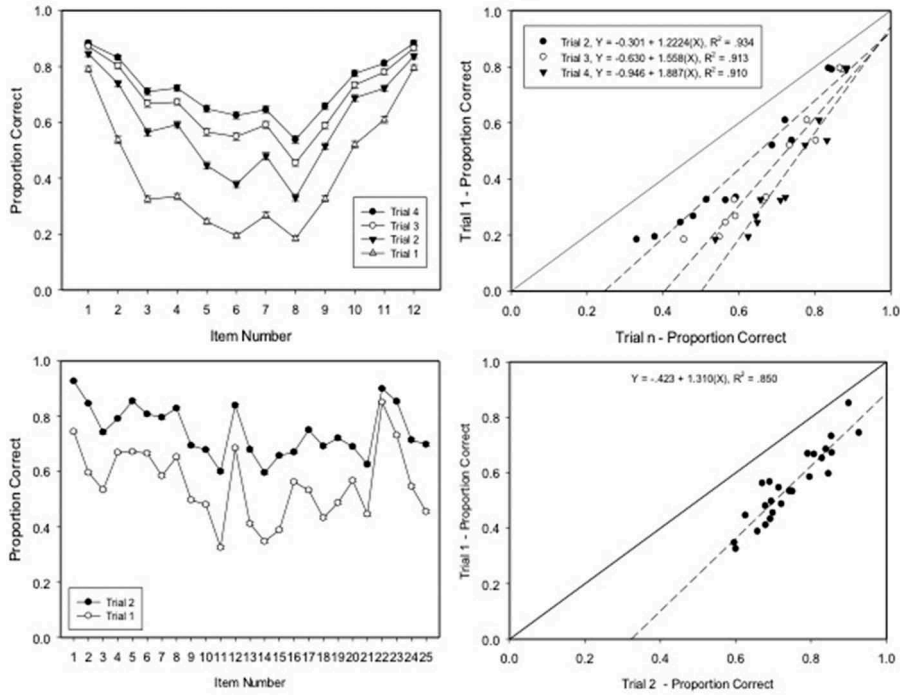 Proportion Correct
1.0
0.8
0.6
0.4
0.2
0.0
Trial 4
Trial 3
Trial 2
Trial 1
1 2 3 4 5 6 7 8 9 10 11 12
Item Number
Trial 1 - Proportion Correct
1.0
0.8
0.6
0.4
0.2
0.0
Trial 2, Y = -0.301 + 1.2224(X), R² = .934
Trial 3, Y = -0.630 + 1.558(X), R² = .913
Trial 4, Y = -0.946 + 1.887(X), R² = .910
0.0 0.2 0.4 0.6 0.8 1.0
Trial n - Proportion Correct
Proportion Correct
1.0
0.8
0.6
0.4
0.2
0.0
Trial 2
Trial 1
1 2 3 4 5 6 7 8 9 10 11 12 13 14 15 16 17 18 19 20 21 22 23 24 25
Item Number
Trial 1 - Proportion Correct
1.0
0.8
0.6
0.4
0.2
0.0
Y = -.423 + 1.310(X), R² = .850
0.0 0.2 0.4 0.6 0.8 1.0
Trial 2 - Proportion Correct